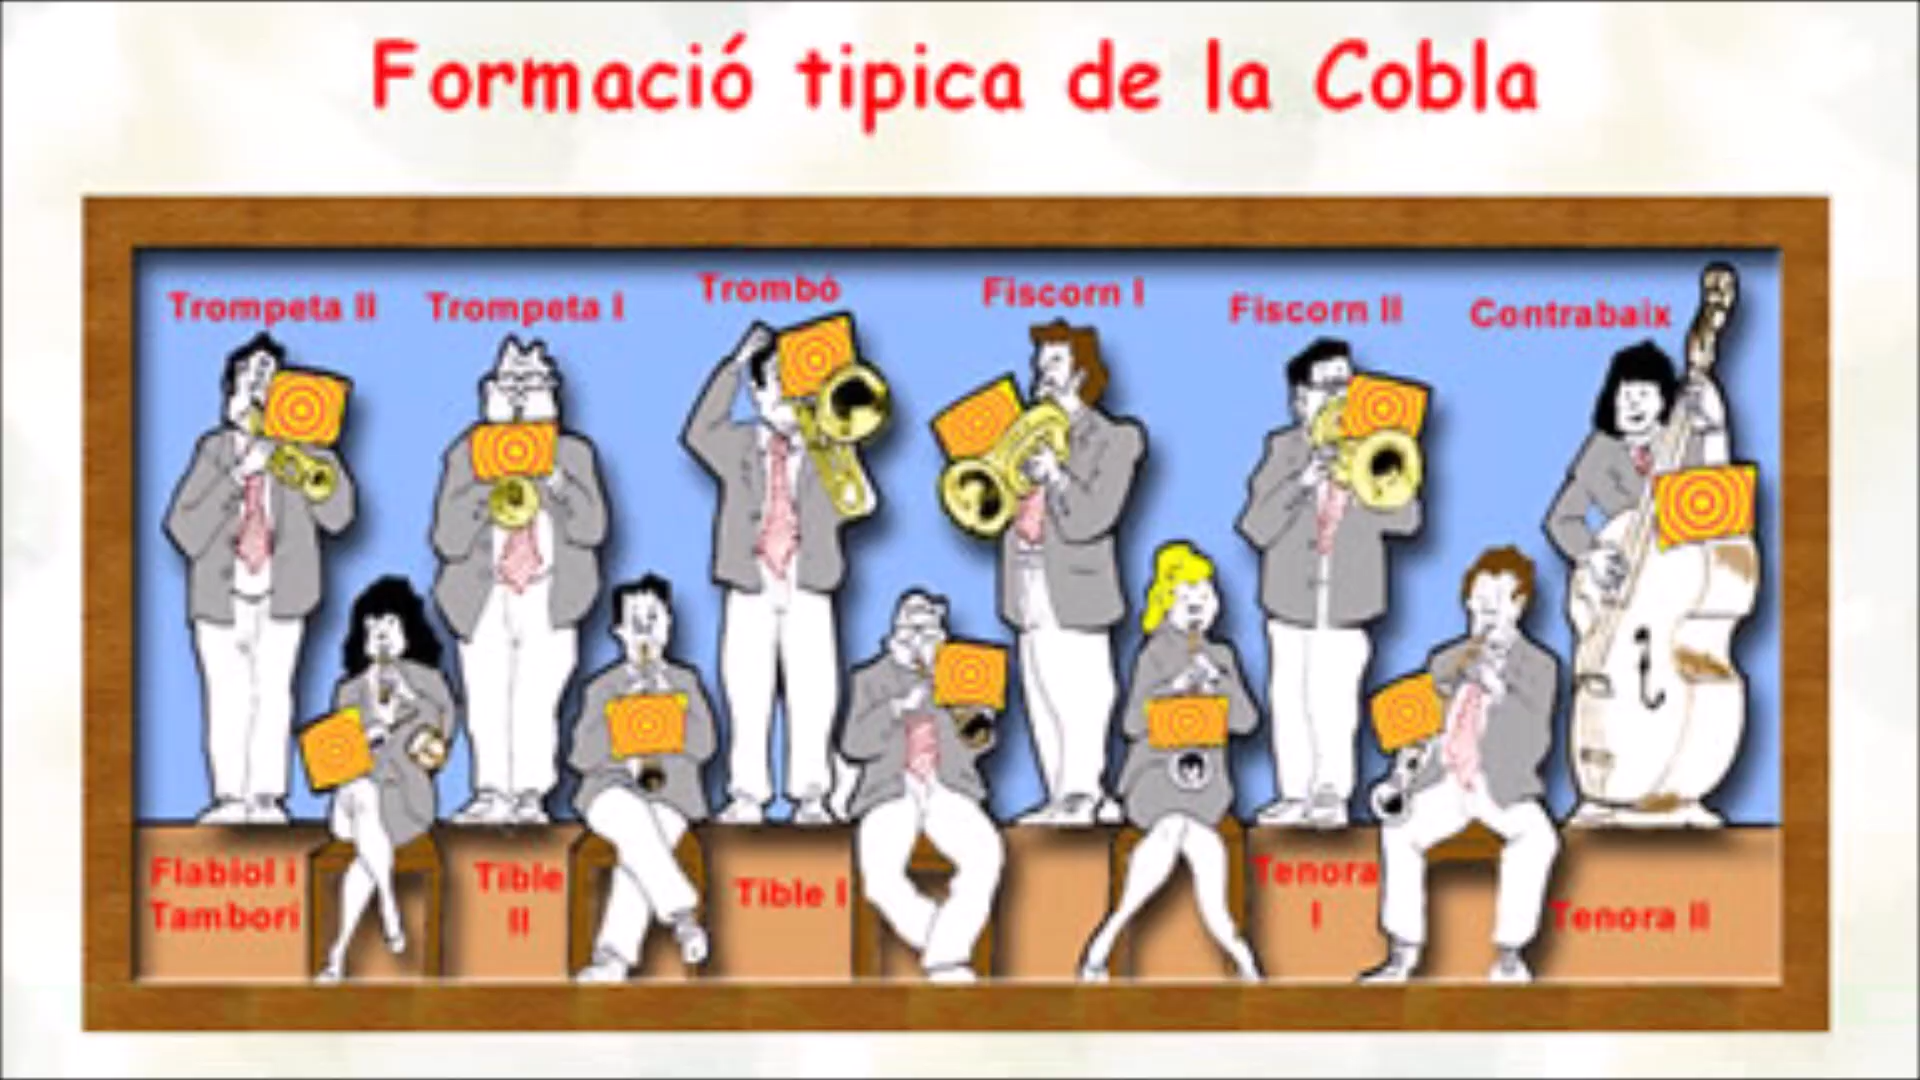 Formació tipica de la Cobla
Trompeta II
Trompeta I
Trombó
Fiscorn I
Fiscorn II
Contrabaix
Flabiol i
Tamborí
Tible
II
Tible I
Tenora
I
Tenora II